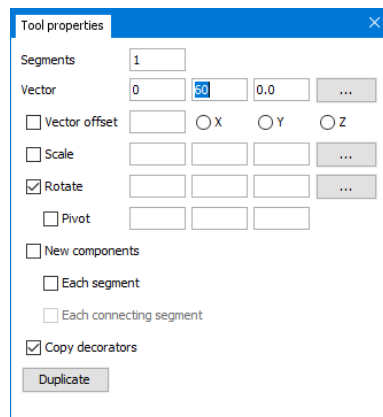 Tool properties
Segments 1
Vector 0 60 0.0 ...
Vector offset X Y Z
Scale ...
Rotate ...
Pivot
New components
Each segment
Each connecting segment
Copy decorators
Duplicate